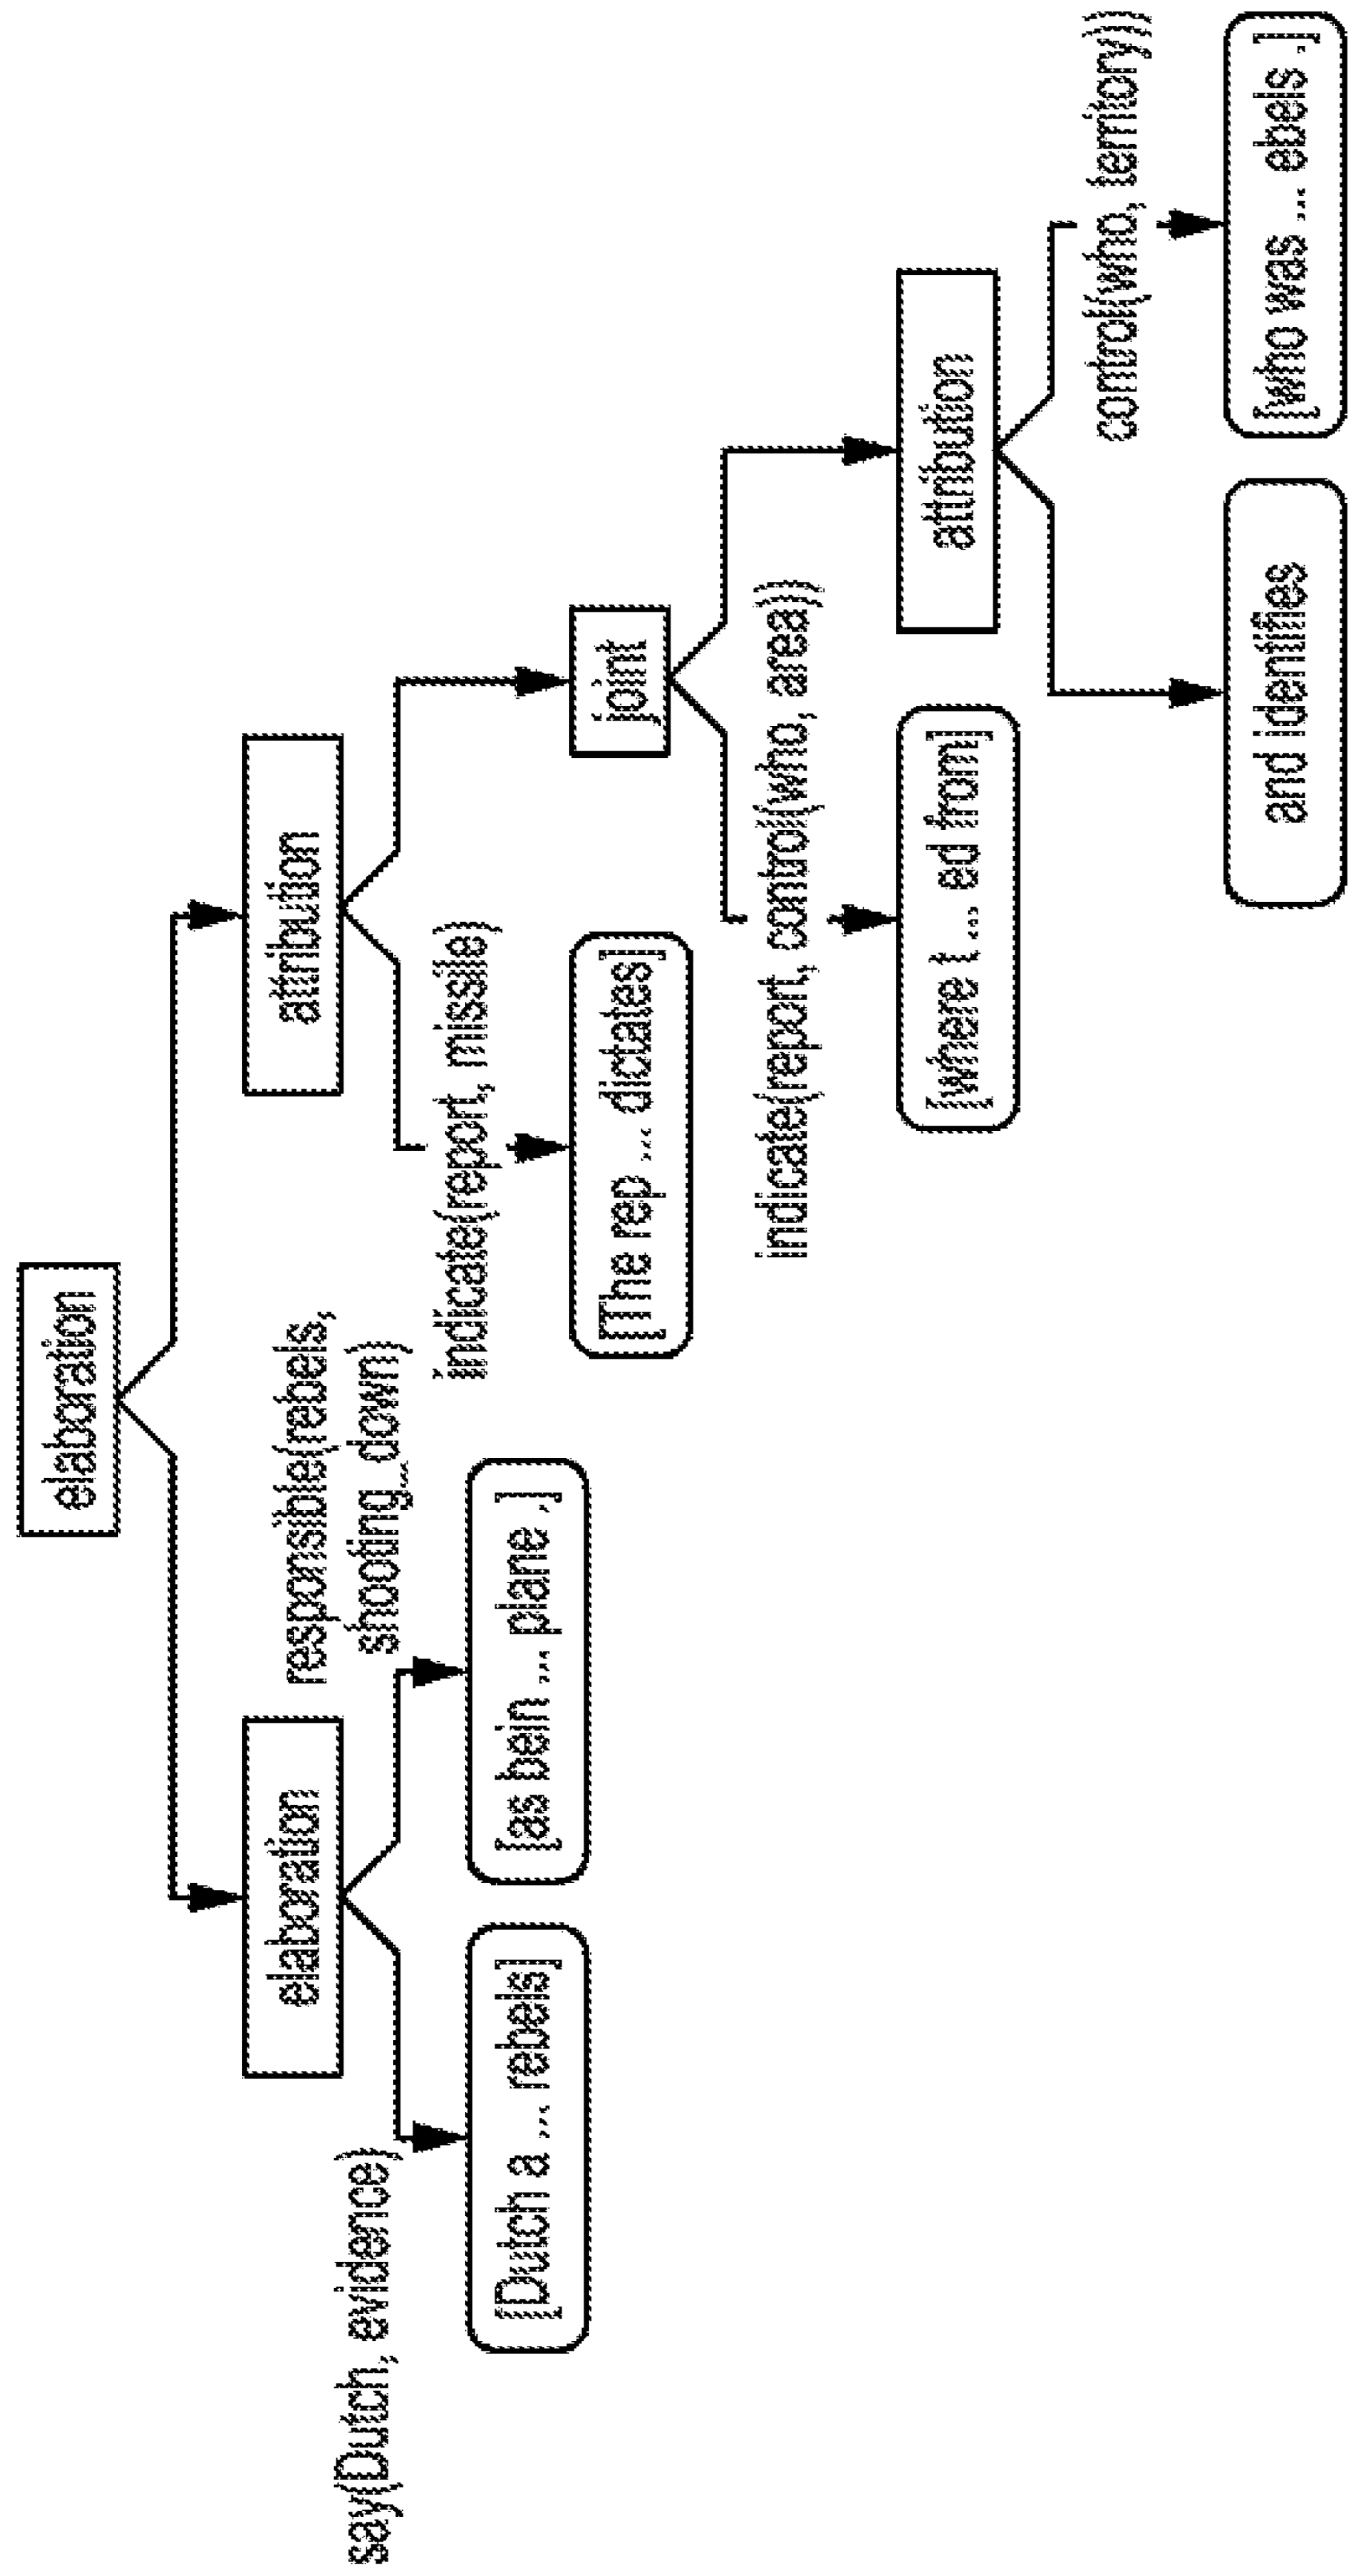 elaboration
elaboration
attribution
say(Dutch, evidence)
responsible(rebels,
shooting_down)
indicate(report, missile)
[Dutch a ... rebels]
[as bein ... plane ,]
[The rep ... dictates]
joint
indicate(report, control(who, area))
[where t ... ed from]
attribution
control(who, territory))
and identifies
[who was ... ebels ,]